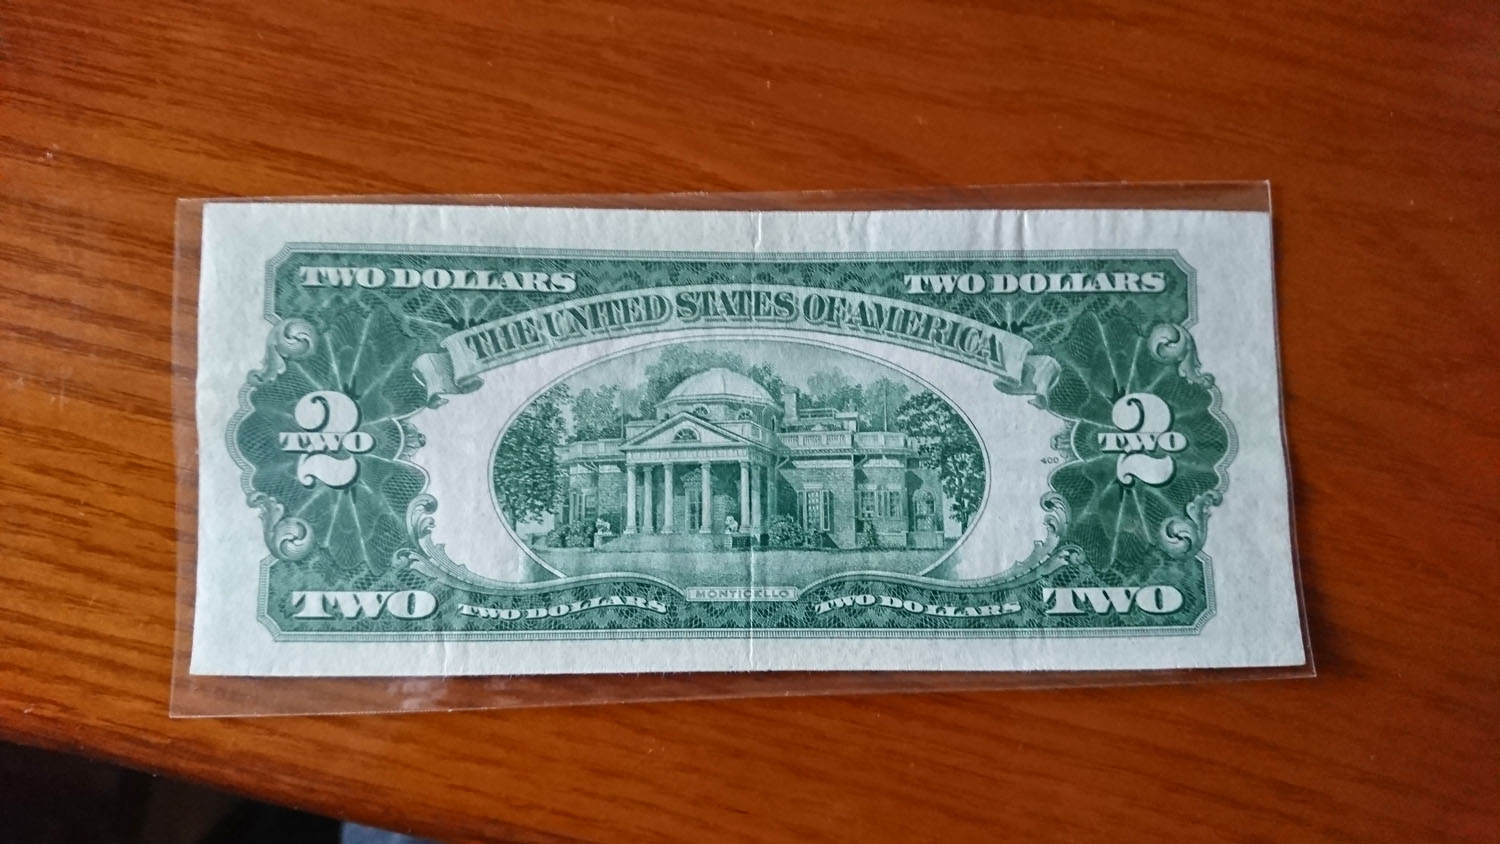 TWO DOLLARS TWO DOLLARS
THE UNITED STATES OF AMERICA
2 2
TWO TWO
400
MONTICELLO
TWO TWO DOLLARS TWO DOLLARS TWO